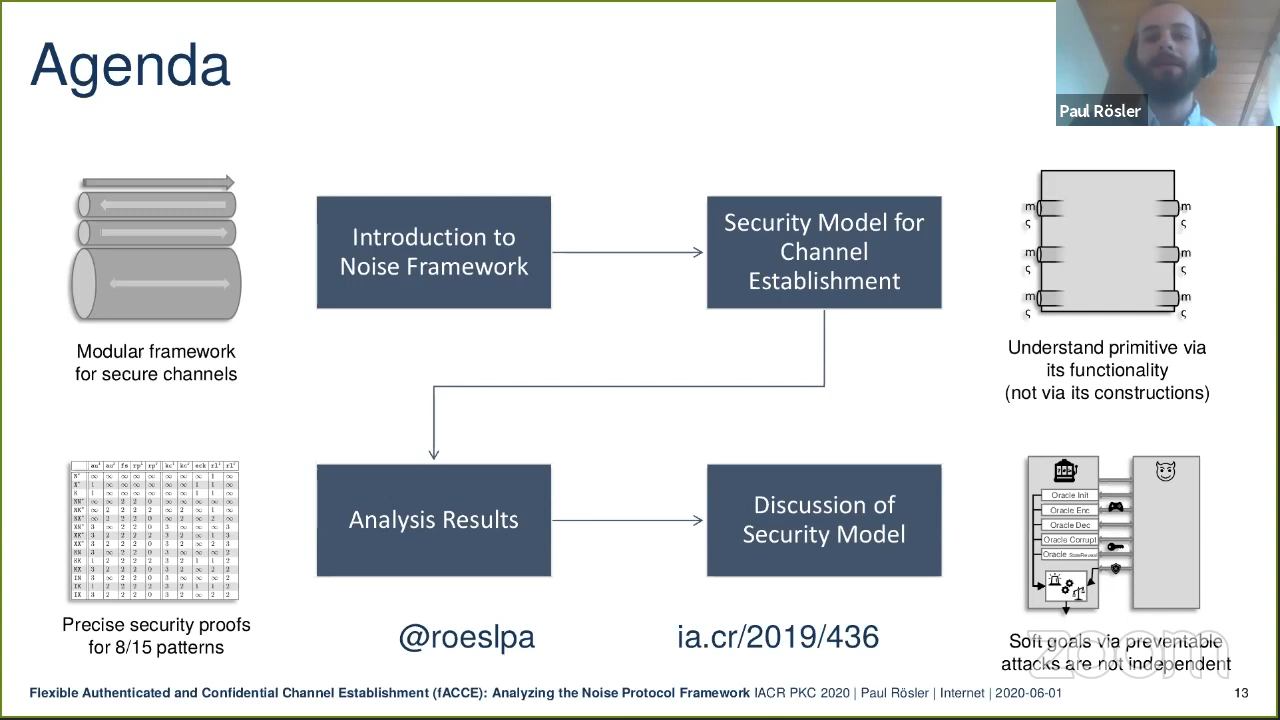 Agenda
Paul Rösler
Introduction to
Noise Framework
Security Model for
Channel
Establishment
m
ς
m
ς
m
ς
m
ς
m
ς
m
ς
Modular framework
for secure channels
Understand primitive via
its functionality
(not via its constructions)
Analysis Results
Discussion of
Security Model
Oracle Init
Oracle Enc
Oracle Dec
Oracle Corrupt
Oracle
Precise security proofs
for 8/15 patterns
@roeslpa
ia.cr/2019/436
Soft goals via preventable
attacks are not independent
zoom
Flexible Authenticated and Confidential Channel Establishment (fACCE): Analyzing the Noise Protocol Framework IACR PKC 2020 | Paul Rösler | Internet | 2020-06-01
13